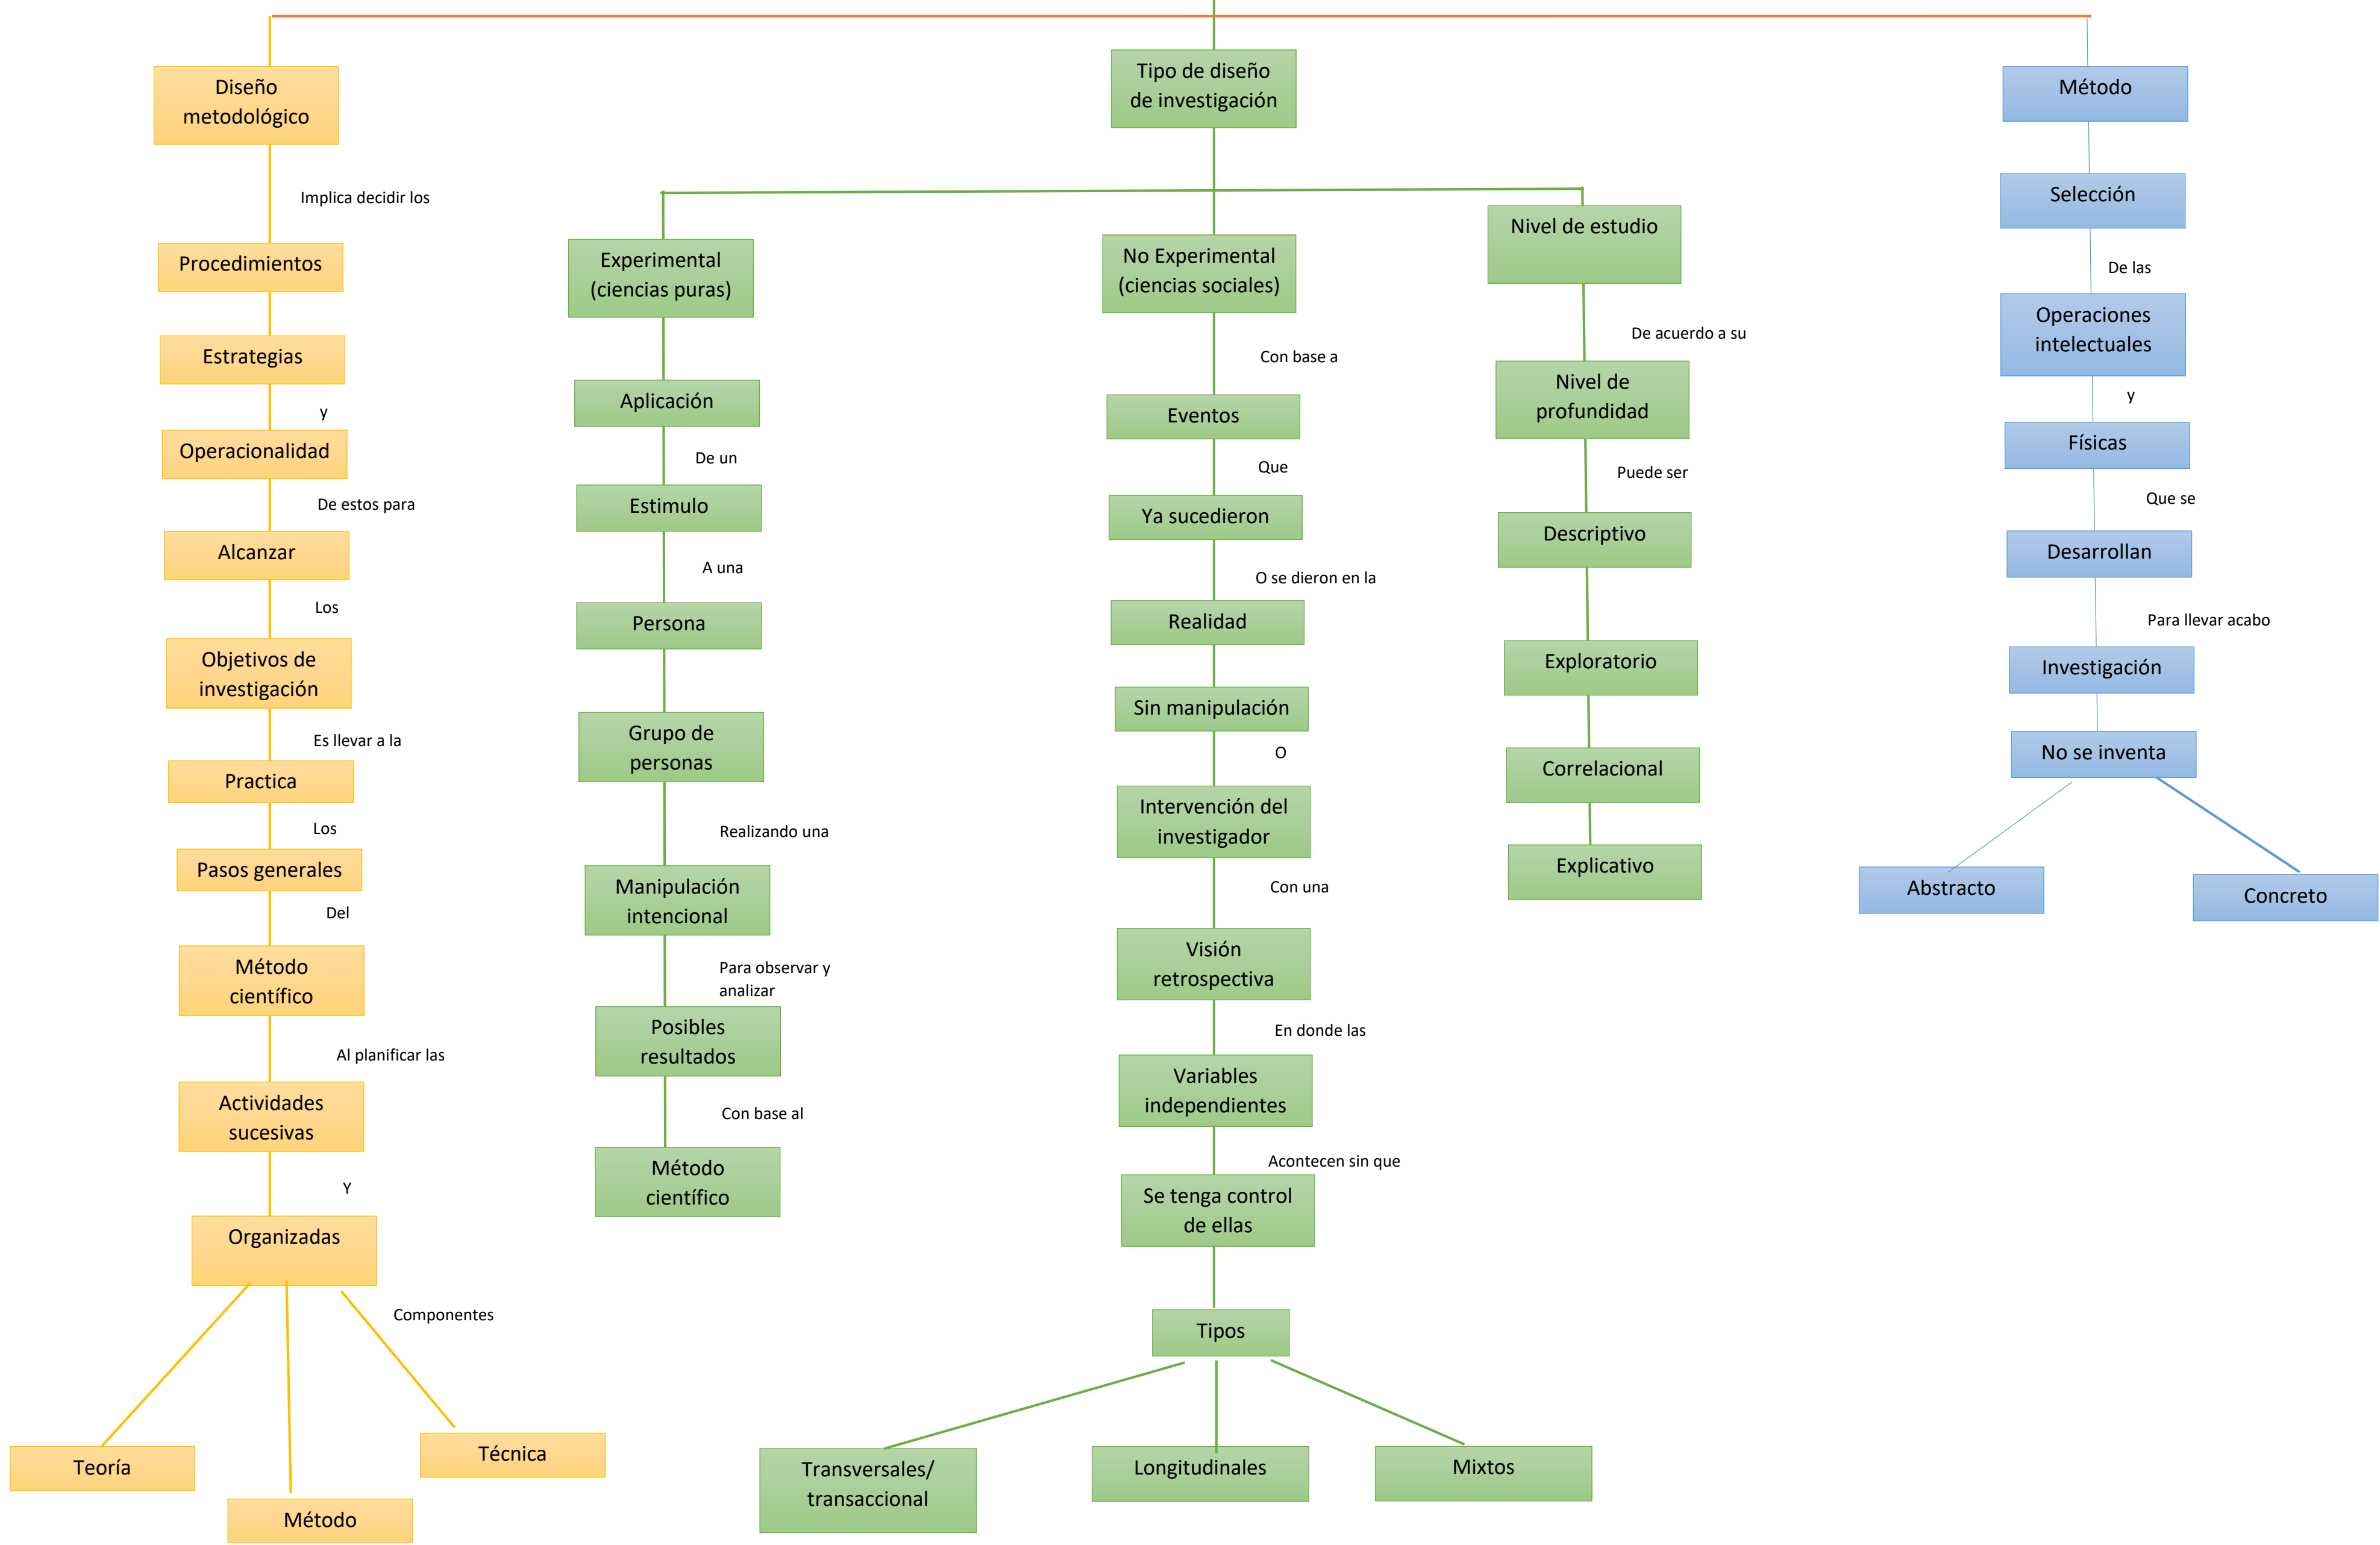 Diseño
metodológico
Implica decidir los
Procedimientos
Estrategias
y
Operacionalidad
De estos para
Alcanzar
Los
Objetivos de
investigación
Es llevar a la
Practica
Los
Pasos generales
Del
Método
científico
Al planificar las
Actividades
sucesivas
Y
Organizadas
Componentes
Teoría
Método
Técnica
Tipo de diseño
de investigación
Experimental
(ciencias puras)
Aplicación
De un
Estimulo
A una
Persona
Grupo de
personas
Realizando una
Manipulación
intencional
Para observar y
analizar
Posibles
resultados
Con base al
Método
científico
No Experimental
(ciencias sociales)
Con base a
Eventos
Que
Ya sucedieron
O se dieron en la
Realidad
Sin manipulación
O
Intervención del
investigador
Con una
Visión
retrospectiva
En donde las
Variables
independientes
Acontecen sin que
Se tenga control
de ellas
Tipos
Transversales/
transaccional
Longitudinales
Mixtos
Nivel de estudio
De acuerdo a su
Nivel de
profundidad
Puede ser
Descriptivo
Exploratorio
Correlacional
Explicativo
Método
Selección
De las
Operaciones
intelectuales
y
Físicas
Que se
Desarrollan
Para llevar acabo
Investigación
No se inventa
Abstracto
Concreto